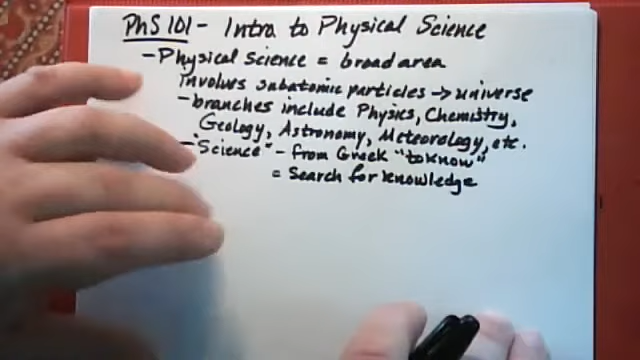 PhS 101 - Intro to Physical Science
- Physical Science = broad area
involves subatomic particles → universe
- branches include Physics, Chemistry,
Geology, Astronomy, Meteorology, etc.
- "Science" - from Greek "to know"
= Search for knowledge